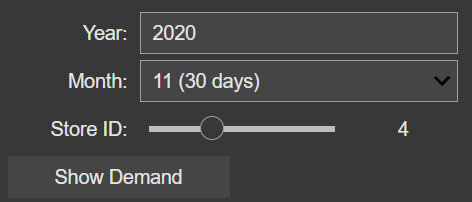 Year: 2020
Month: 11 (30 days)
Store ID: 4
Show Demand